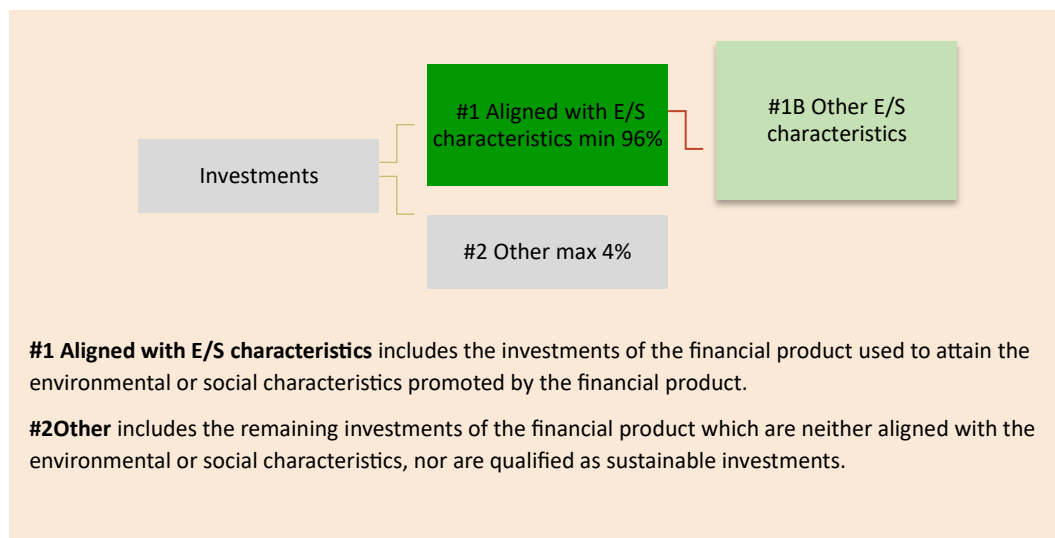 #1 Aligned with E/S
characteristics min 96%
#1B Other E/S
characteristics
Investments
#2 Other max 4%
#1 Aligned with E/S characteristics includes the investments of the financial product used to attain the
environmental or social characteristics promoted by the financial product.
#2Other includes the remaining investments of the financial product which are neither aligned with the
environmental or social characteristics, nor are qualified as sustainable investments.